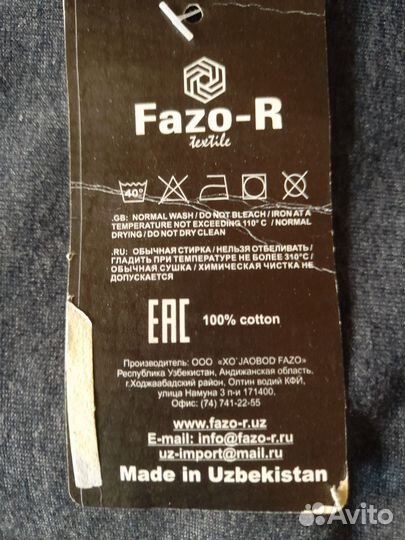 Fazo-R
textile
40°
.GB: NORMAL WASH / DO NOT BLEACH / IRON AT A
TEMPERATURE NOT EXCEEDING 110° C / NORMAL
DRYING / DO NOT DRY CLEAN
.RU: ОБЫЧНАЯ СТИРКА / НЕЛЬЗЯ ОТБЕЛИВАТЬ /
ГЛАДИТЬ ПРИ ТЕМПЕРАТУРЕ НЕ БОЛЕЕ 310°C /
ОБЫЧНАЯ СУШКА / ХИМИЧЕСКАЯ ЧИСТКА НЕ
ДОПУСКАЕТСЯ
EAC 100% cotton
Производитель: ООО «XO`JAOBOD FAZO»
Республика Узбекистан, Андижанская область,
г.Ходжаабадский район, Олтин водий КФЙ,
улица Намуна 3 п-и 171400,
Офис: (74) 741-22-55
www.fazo-r.uz
E-mail: info@fazo-r.ru
uz-import@mail.ru
Made in Uzbekistan
Avito